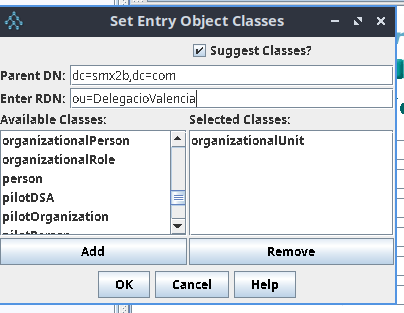 Set Entry Object Classes
Suggest Classes?
Parent DN: dc=smx2b,dc=com
Enter RDN: ou=DelegacioValencia
Available Classes: Selected Classes:
organizationalPerson organizationalUnit
organizationalRole
person
pilotDSA
pilotOrganization
Add Remove
OK Cancel Help